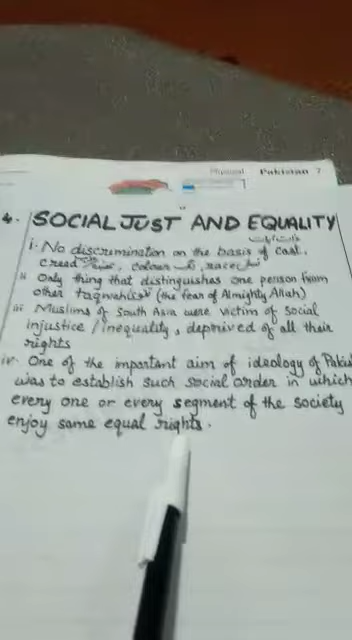 Physical Pakistan 7
4. SOCIAL JUST AND EQUALITY
i. No discrimination on the basis of cast,
creed, colour, race
ii Only thing that distinguishes one person from
other taqwah is (the fear of Almighty Allah)
iii Muslims of South Asia were victim of social
injustice / inequality, deprived of all their
rights
iv. One of the important aim of ideology of Pakis
was to establish such social order in which
every one or every segment of the society
enjoy same equal rights.